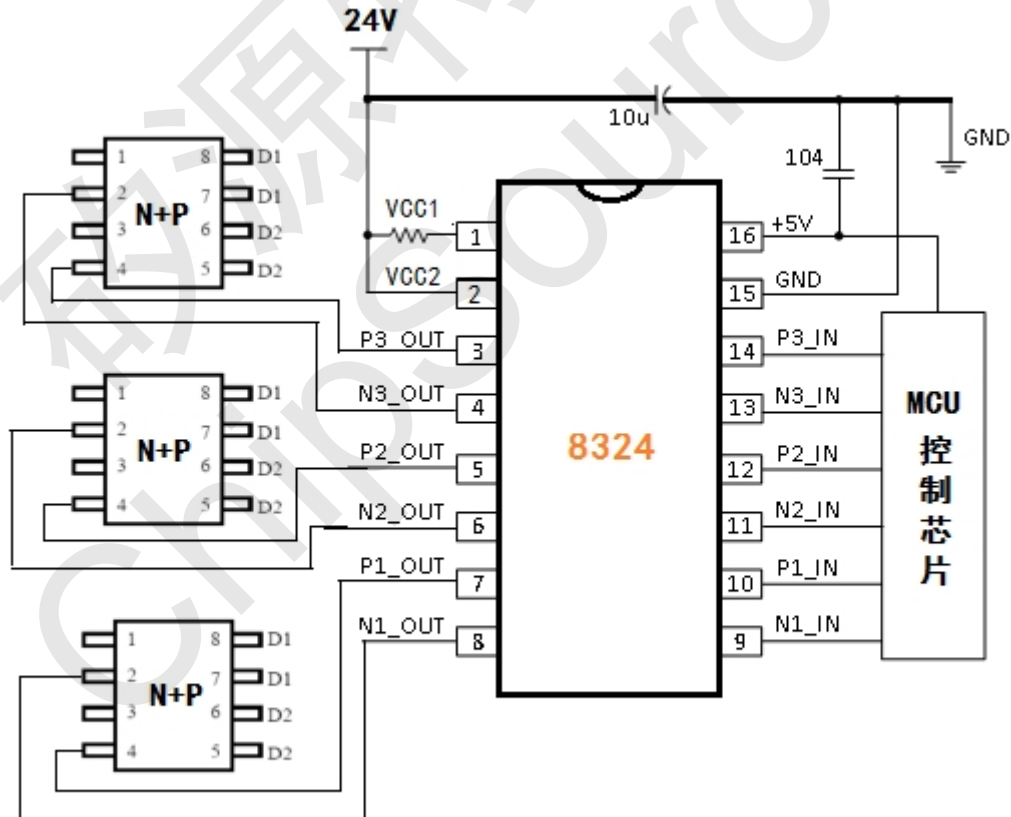 24V
10u
GND
104
VCC1
VCC2
+5V
GND
1 8 D1
2 7 D1
3 6 D2
4 5 D2
N+P
1 8 D1
2 7 D1
3 6 D2
4 5 D2
N+P
1 8 D1
2 7 D1
3 6 D2
4 5 D2
N+P
P3_OUT
N3_OUT
P2_OUT
N2_OUT
P1_OUT
N1_OUT
1
2
3
4
5
6
7
8
8324
16
15
14
13
12
11
10
9
P3_IN
N3_IN
P2_IN
N2_IN
P1_IN
N1_IN
MCU
控
制
芯
片
ChipSourc